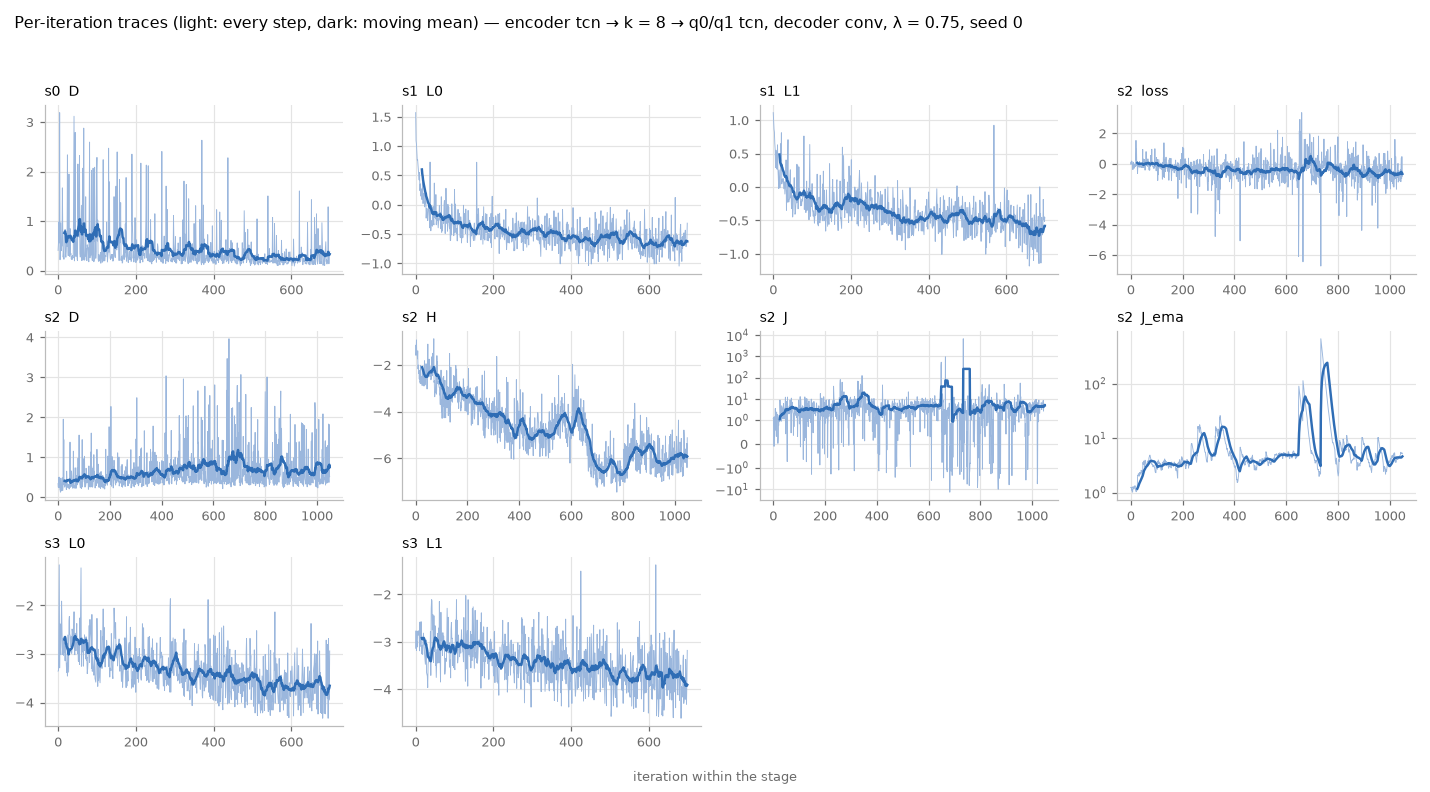 Per-iteration traces (light: every step, dark: moving mean) — encoder tcn → k = 8 → q0/q1 tcn, decoder conv, λ = 0.75, seed 0
s0 D
3
2
1
0
0 200 400 600
s1 L0
1.5
1.0
0.5
0.0
−0.5
−1.0
0 200 400 600
s1 L1
1.0
0.5
0.0
−0.5
−1.0
0 200 400 600
s2 loss
2
0
−2
−4
−6
0 200 400 600 800 1000
s2 D
4
3
2
1
0
0 200 400 600 800 1000
s2 H
−2
−4
−6
0 200 400 600 800 1000
s2 J
10⁴
10³
10²
10¹
10⁰
0
−10⁰
−10¹
0 200 400 600 800 1000
s2 J_ema
10²
10¹
10⁰
0 200 400 600 800 1000
s3 L0
−2
−3
−4
0 200 400 600
s3 L1
−2
−3
−4
0 200 400 600
iteration within the stage